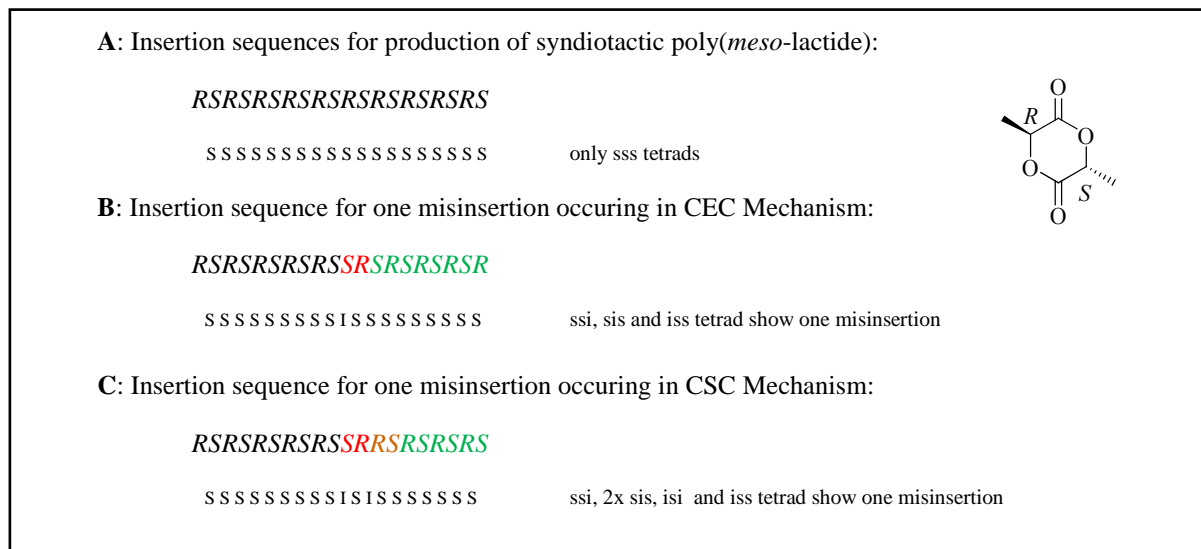 A: Insertion sequences for production of syndiotactic poly(meso-lactide):
RSRSRSRSRSRSRSRSRSRS
S S S S S S S S S S S S S S S S S S S only sss tetrads
B: Insertion sequence for one misinsertion occuring in CEC Mechanism:
RSRSRSRSRSSRSRSRSRSR
S S S S S S S S S I S S S S S S S S S ssi, sis and iss tetrad show one misinsertion
C: Insertion sequence for one misinsertion occuring in CSC Mechanism:
RSRSRSRSRSSRRSRSRSRS
S S S S S S S S S I S I S S S S S S S ssi, 2x sis, isi and iss tetrad show one misinsertion
O
R
O
O
S
O